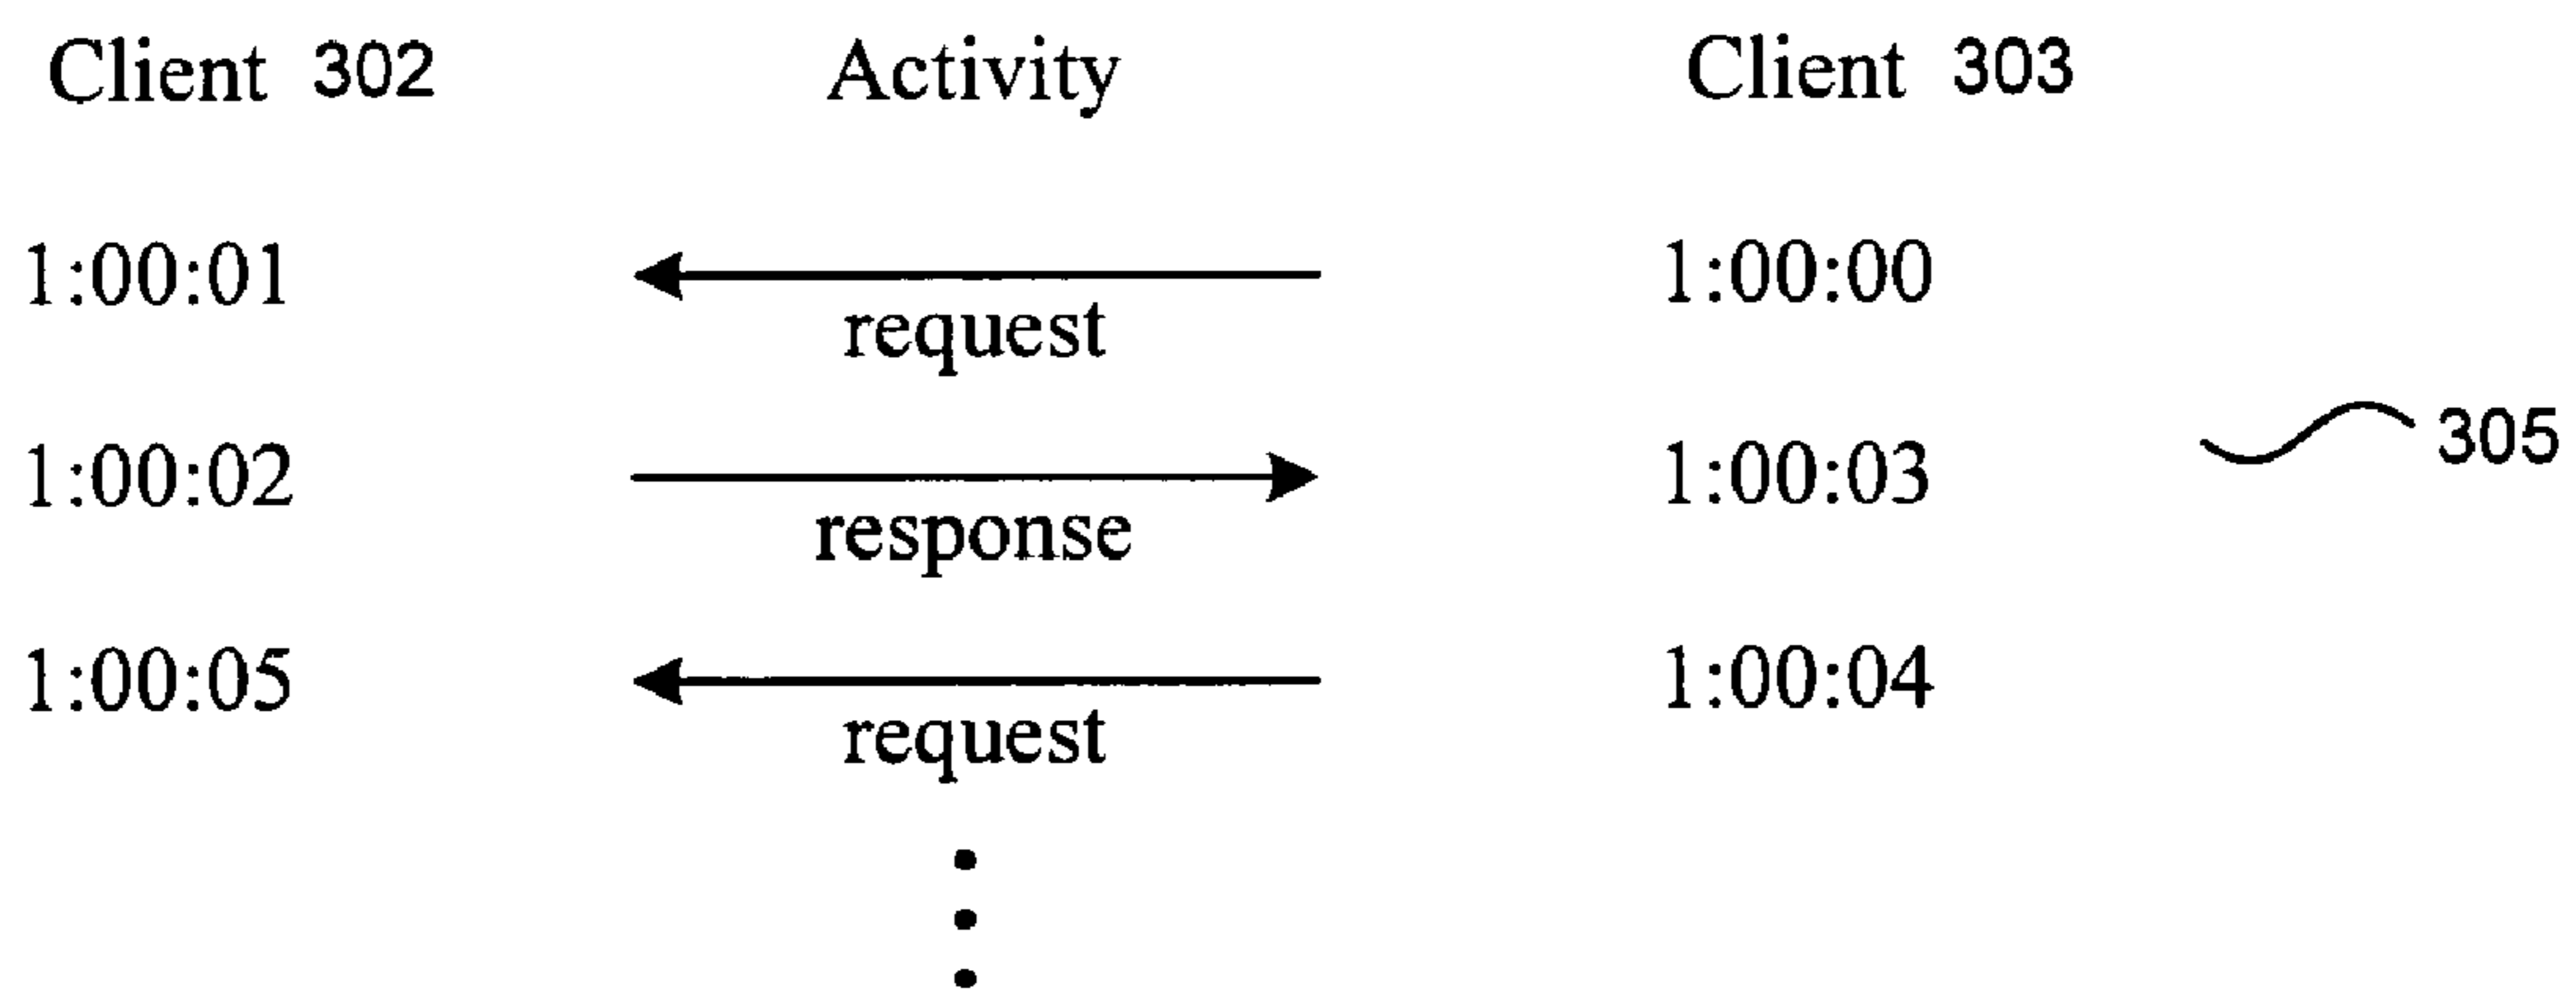 Client 302 Activity Client 303
1:00:01 1:00:00
request
305
1:00:02 1:00:03
response
1:00:05 1:00:04
request